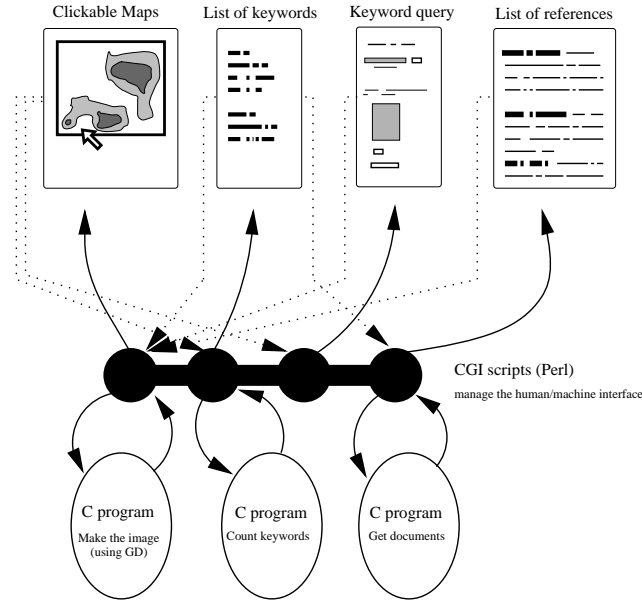 Clickable Maps
List of keywords
Keyword query
List of references
CGI scripts (Perl)
manage the human/machine interface
C program
Make the image
(using GD)
C program
Count keywords
C program
Get documents